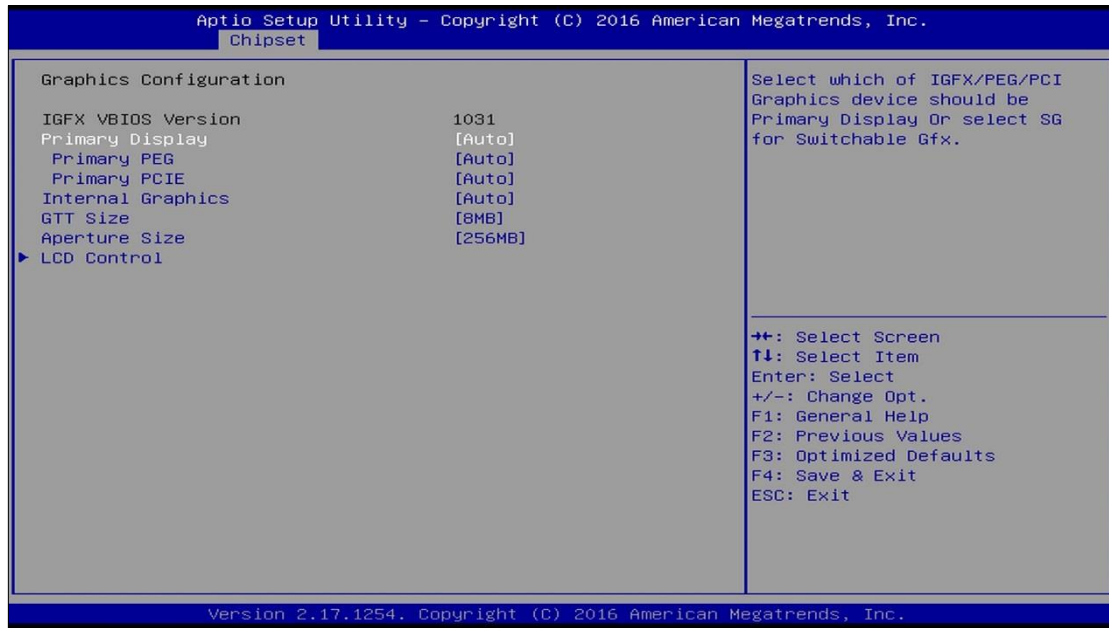 Aptio Setup Utility – Copyright (C) 2016 American Megatrends, Inc.
Chipset
Graphics Configuration
IGFX VBIOS Version 1031
Primary Display [Auto]
Primary PEG [Auto]
Primary PCIE [Auto]
Internal Graphics [Auto]
GTT Size [8MB]
Aperture Size [256MB]
► LCD Control
Select which of IGFX/PEG/PCI
Graphics device should be
Primary Display Or select SG
for Switchable Gfx.
→←: Select Screen
↑↓: Select Item
Enter: Select
+/-: Change Opt.
F1: General Help
F2: Previous Values
F3: Optimized Defaults
F4: Save & Exit
ESC: Exit
Version 2.17.1254. Copyright (C) 2016 American Megatrends, Inc.